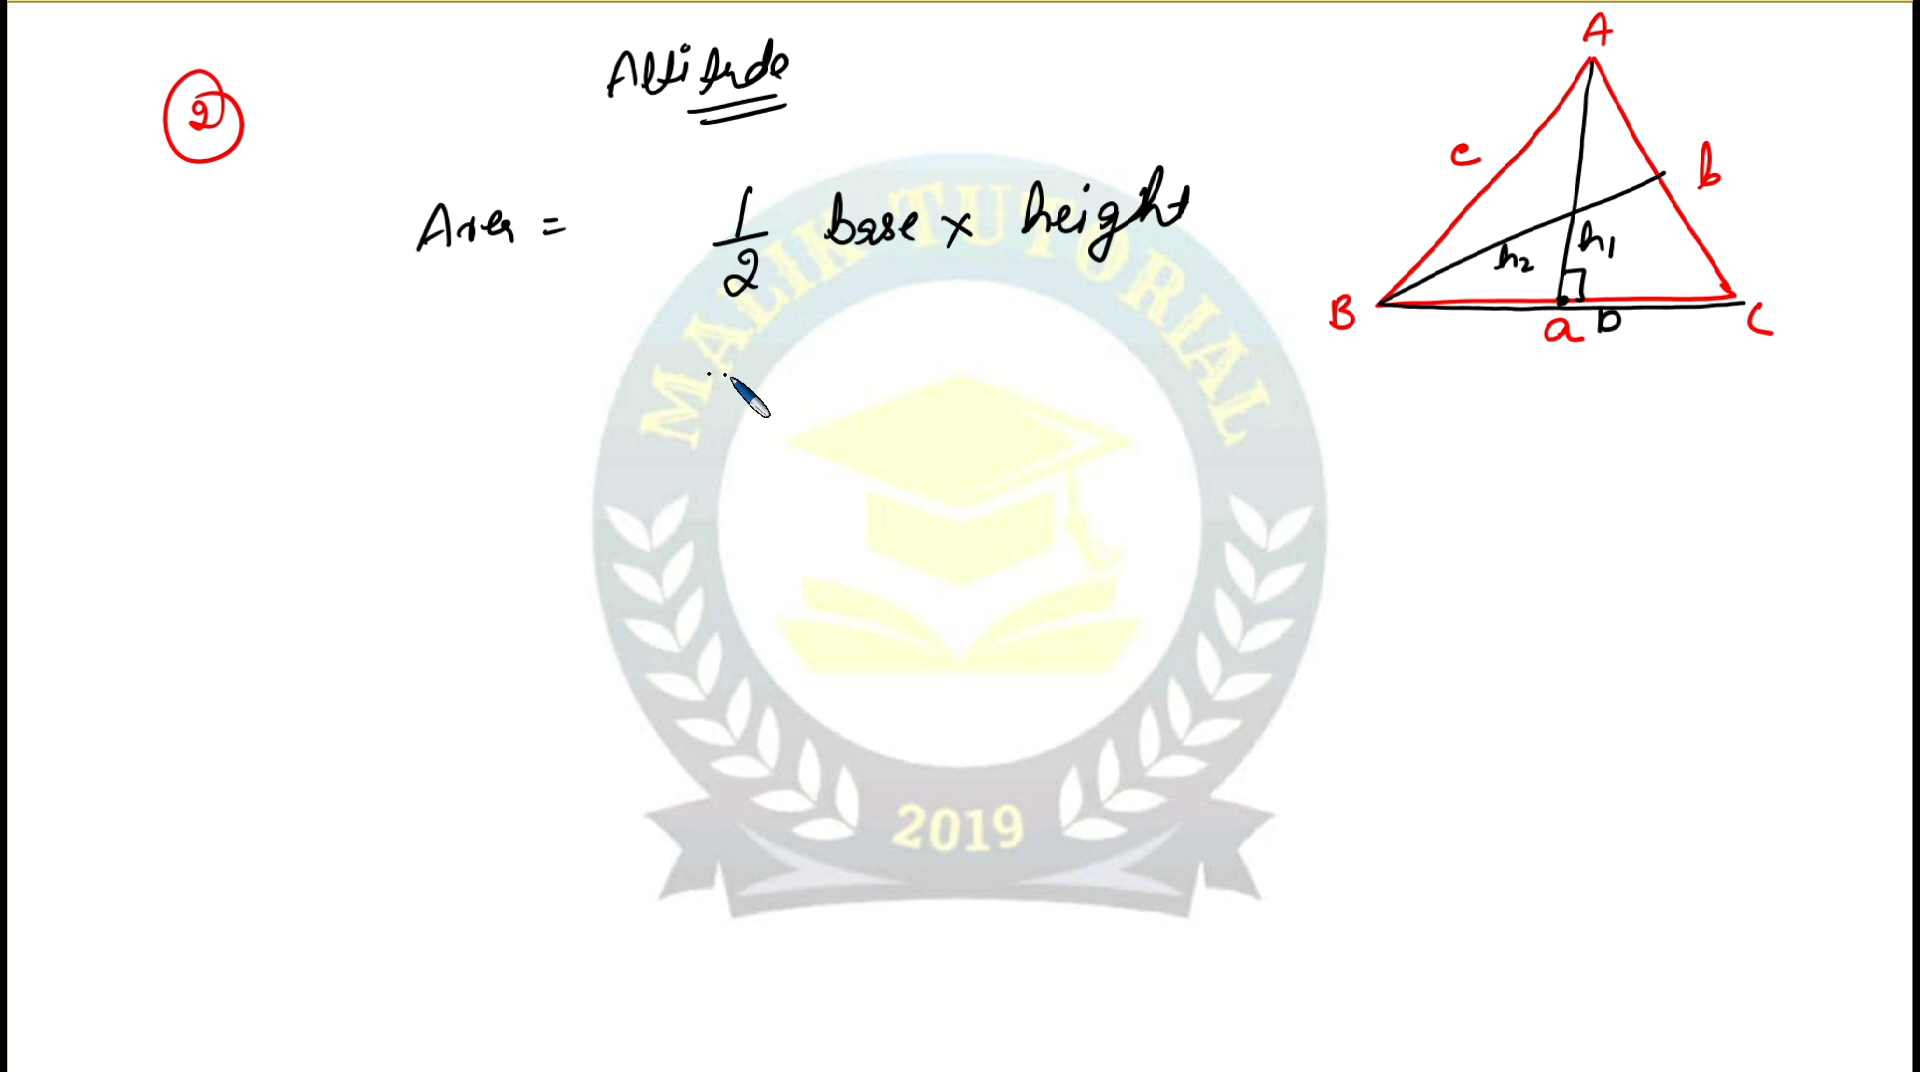 2
Altitude
Area = 1/2 base × height
A
c
b
h2
h1
B
a
D
C
MALIK TUTORIAL
2019